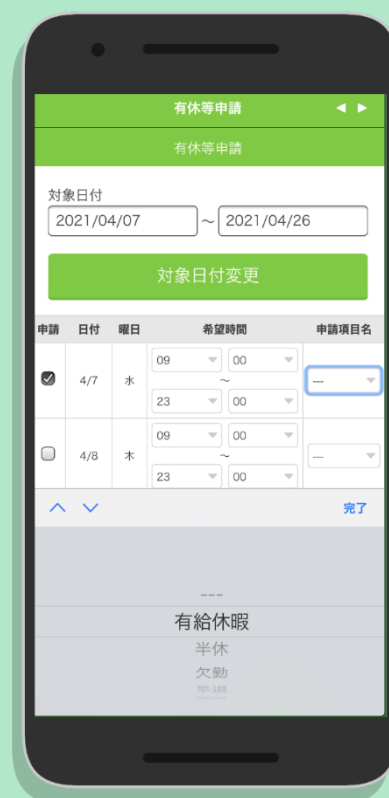 有休等申請 ◀ ▶
有休等申請
対象日付
2021/04/07 ～ 2021/04/26
対象日付変更
申請 日付 曜日 希望時間 申請項目名
09 00
4/7 水 ～ ---
23 00
09 00
4/8 木 ～ ---
23 00
完了
---
有給休暇
半休
欠勤
早退